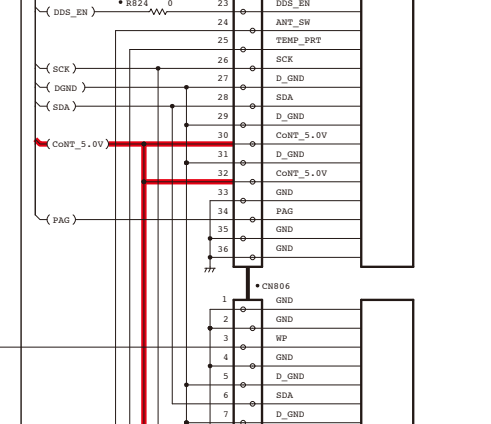 • R824 0
DDS_EN 23 DDS_EN
24 ANT_SW
25 TEMP_PRT
SCK 26 SCK
DGND 27 D_GND
SDA 28 SDA
29 D_GND
CoNT_5.0V 30 CoNT_5.0V
31 D_GND
32 CoNT_5.0V
33 GND
PAG 34 PAG
35 GND
36 GND
• CN806
1 GND
2 GND
3 WP
4 GND
5 D_GND
6 SDA
7 D_GND